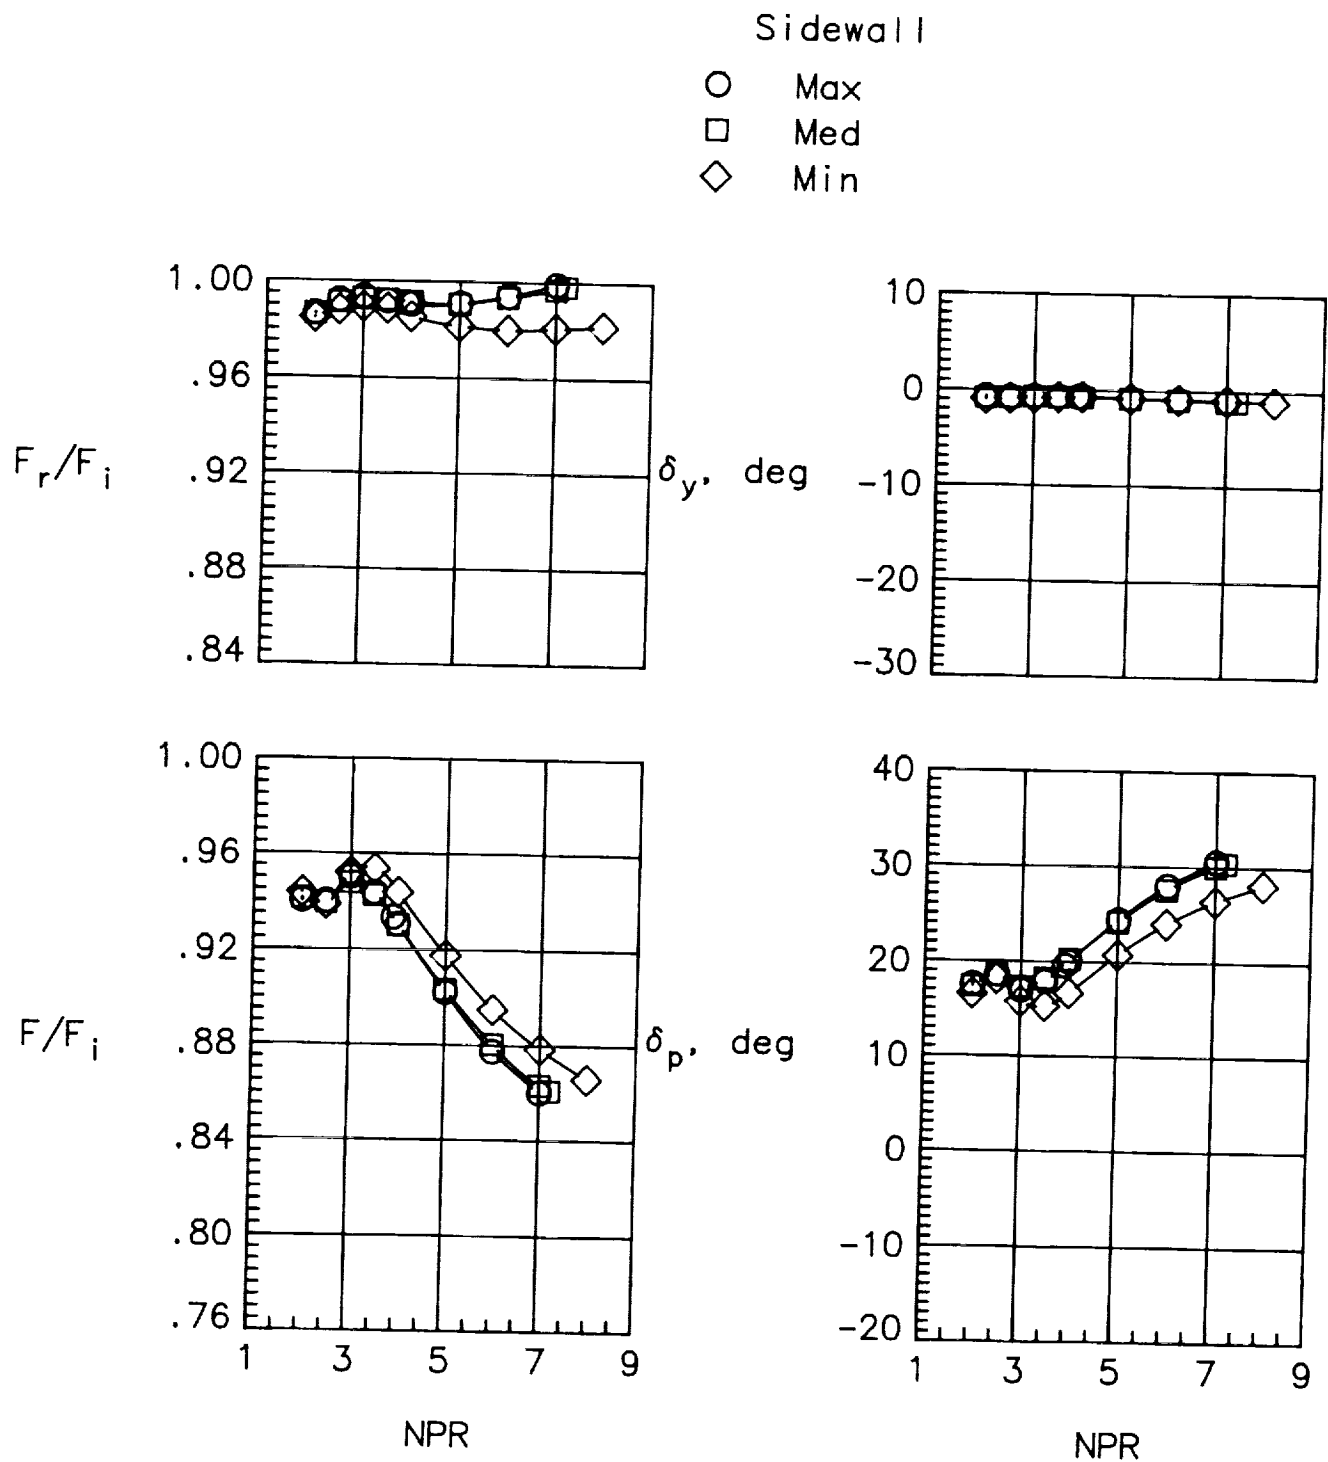 Sidewall
Max
Med
Min
1.00
.96
.92
.88
.84
F_r/F_i
10
0
-10
-20
-30
δ_y, deg
1.00
.96
.92
.88
.84
.80
.76
F/F_i
1 3 5 7 9
NPR
40
30
20
10
0
-10
-20
δ_p, deg
1 3 5 7 9
NPR